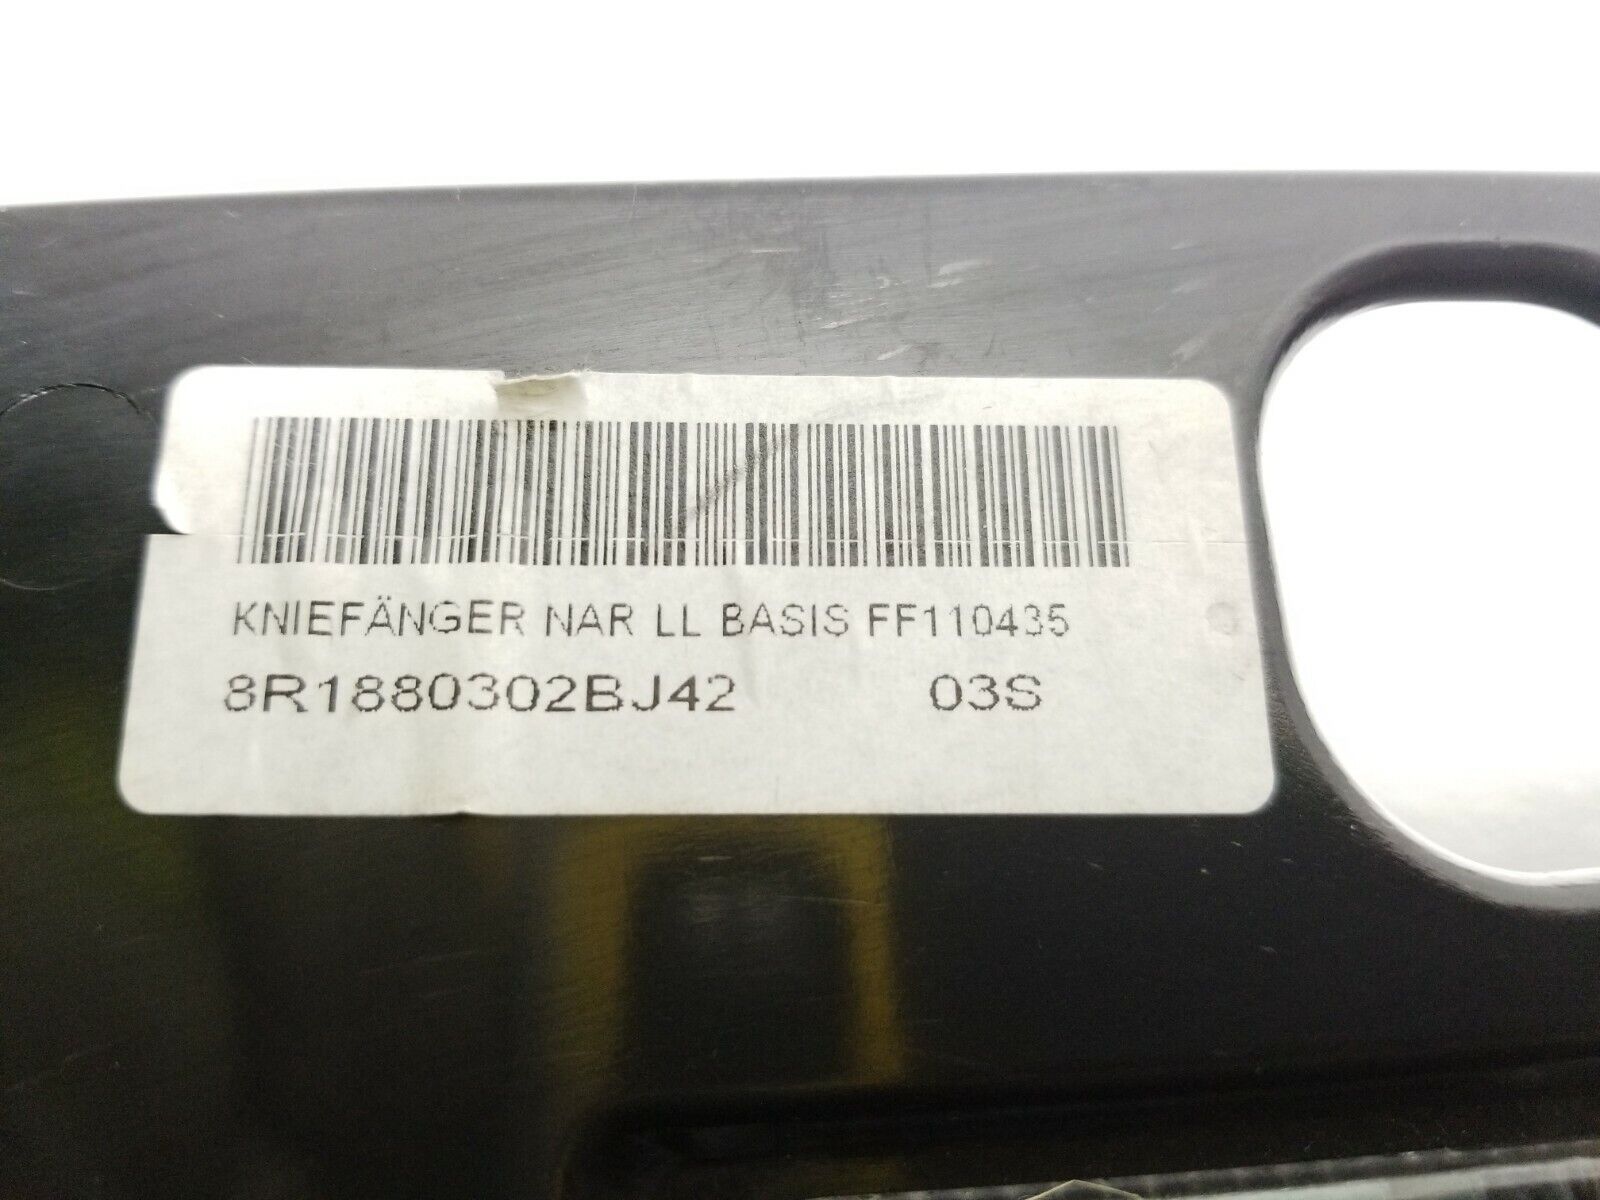 KNIEFÄNGER NAR LL BASIS FF110435
8R1880302BJ42 03S